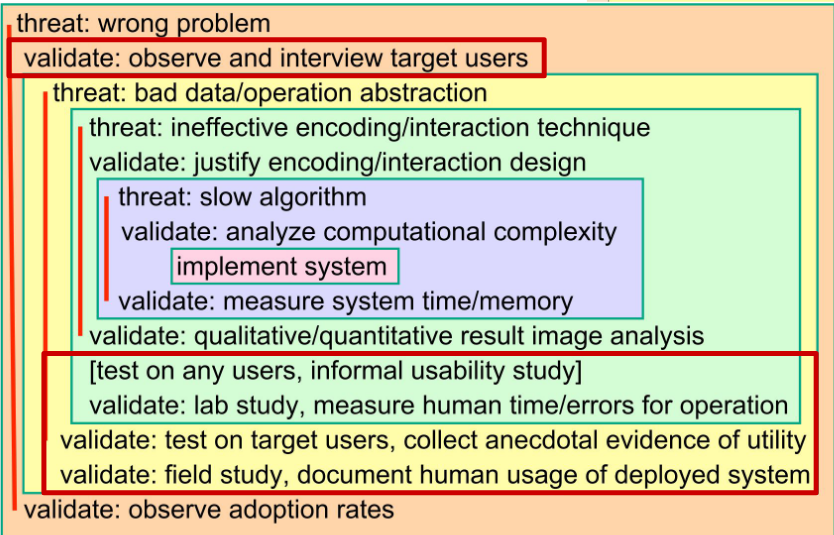 threat: wrong problem
validate: observe and interview target users
threat: bad data/operation abstraction
threat: ineffective encoding/interaction technique
validate: justify encoding/interaction design
threat: slow algorithm
validate: analyze computational complexity
implement system
validate: measure system time/memory
validate: qualitative/quantitative result image analysis
[test on any users, informal usability study]
validate: lab study, measure human time/errors for operation
validate: test on target users, collect anecdotal evidence of utility
validate: field study, document human usage of deployed system
validate: observe adoption rates